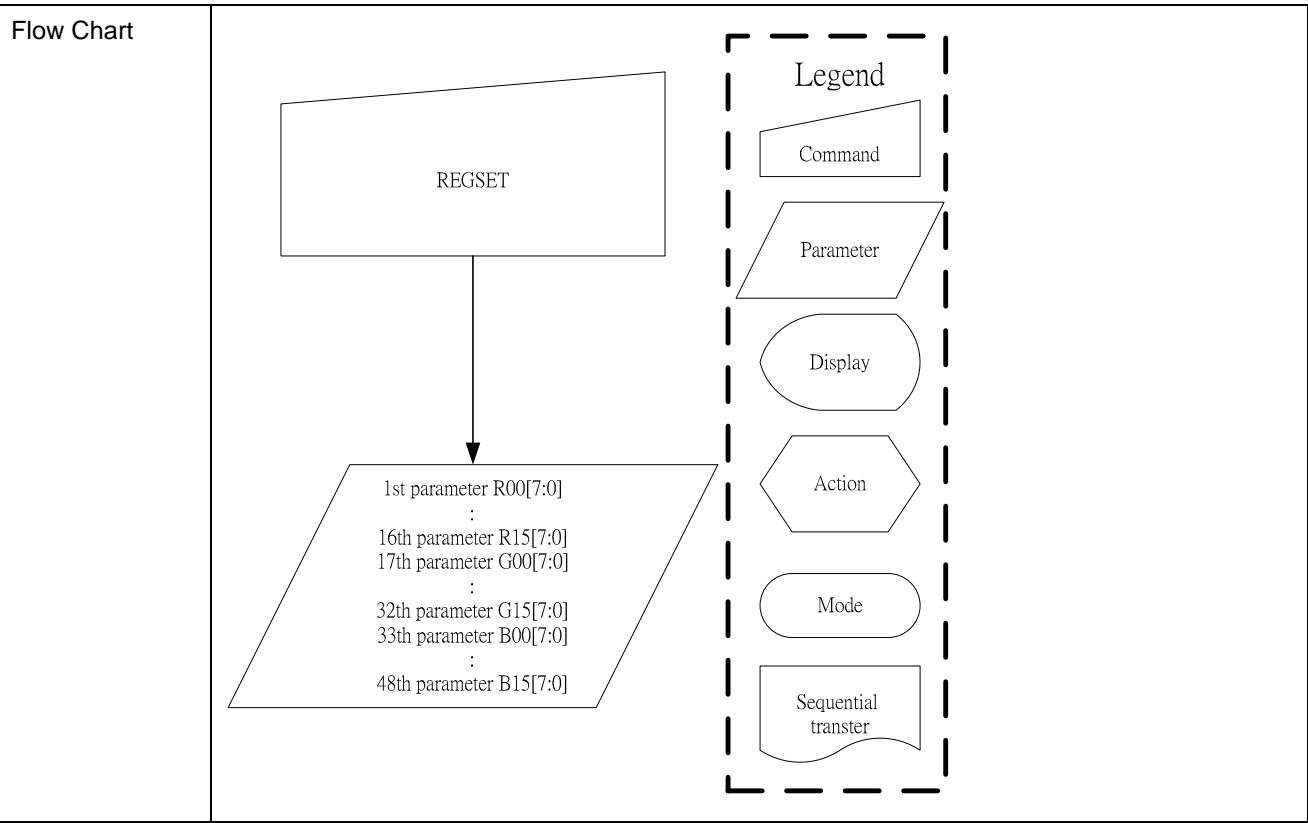 Flow Chart
REGSET
1st parameter R00[7:0]
:
16th parameter R15[7:0]
17th parameter G00[7:0]
:
32th parameter G15[7:0]
33th parameter B00[7:0]
:
48th parameter B15[7:0]
Legend
Command
Parameter
Display
Action
Mode
Sequential
transter